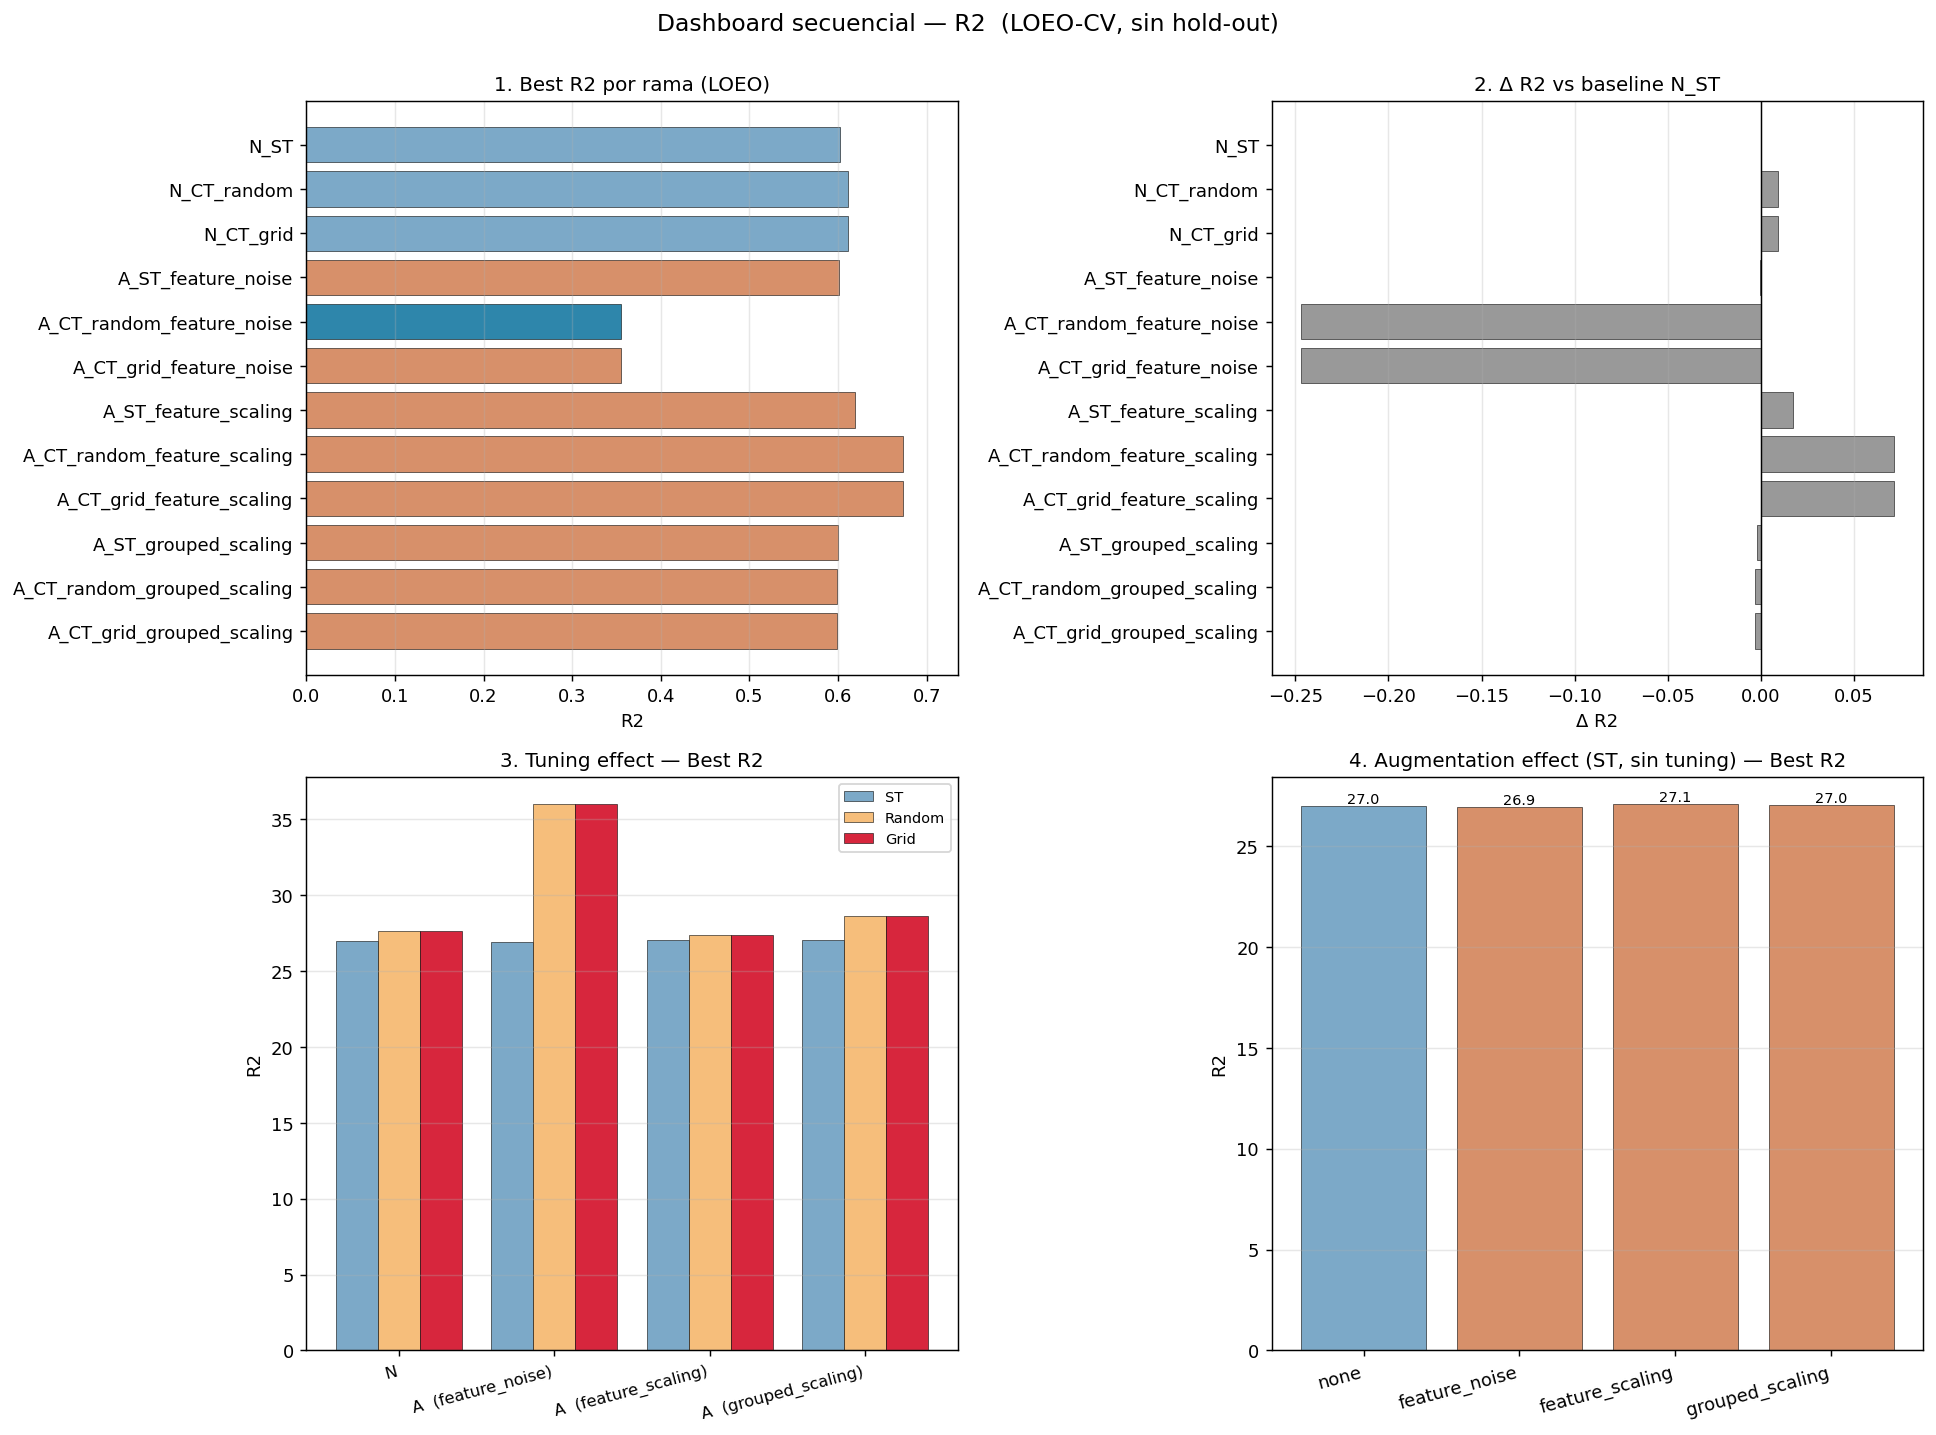 Dashboard secuencial — R2  (LOEO-CV, sin hold-out)
1. Best R2 por rama (LOEO)
N_ST
N_CT_random
N_CT_grid
A_ST_feature_noise
A_CT_random_feature_noise
A_CT_grid_feature_noise
A_ST_feature_scaling
A_CT_random_feature_scaling
A_CT_grid_feature_scaling
A_ST_grouped_scaling
A_CT_random_grouped_scaling
A_CT_grid_grouped_scaling
0.0 0.1 0.2 0.3 0.4 0.5 0.6 0.7
R2
2. Δ R2 vs baseline N_ST
N_ST
N_CT_random
N_CT_grid
A_ST_feature_noise
A_CT_random_feature_noise
A_CT_grid_feature_noise
A_ST_feature_scaling
A_CT_random_feature_scaling
A_CT_grid_feature_scaling
A_ST_grouped_scaling
A_CT_random_grouped_scaling
A_CT_grid_grouped_scaling
−0.25 −0.20 −0.15 −0.10 −0.05 0.00 0.05
Δ R2
3. Tuning effect — Best R2
ST
Random
Grid
35
30
25
20
15
10
5
0
R2
N
A  (feature_noise)
A  (feature_scaling)
A  (grouped_scaling)
4. Augmentation effect (ST, sin tuning) — Best R2
27.0 26.9 27.1 27.0
25
20
15
10
5
0
R2
none
feature_noise
feature_scaling
grouped_scaling